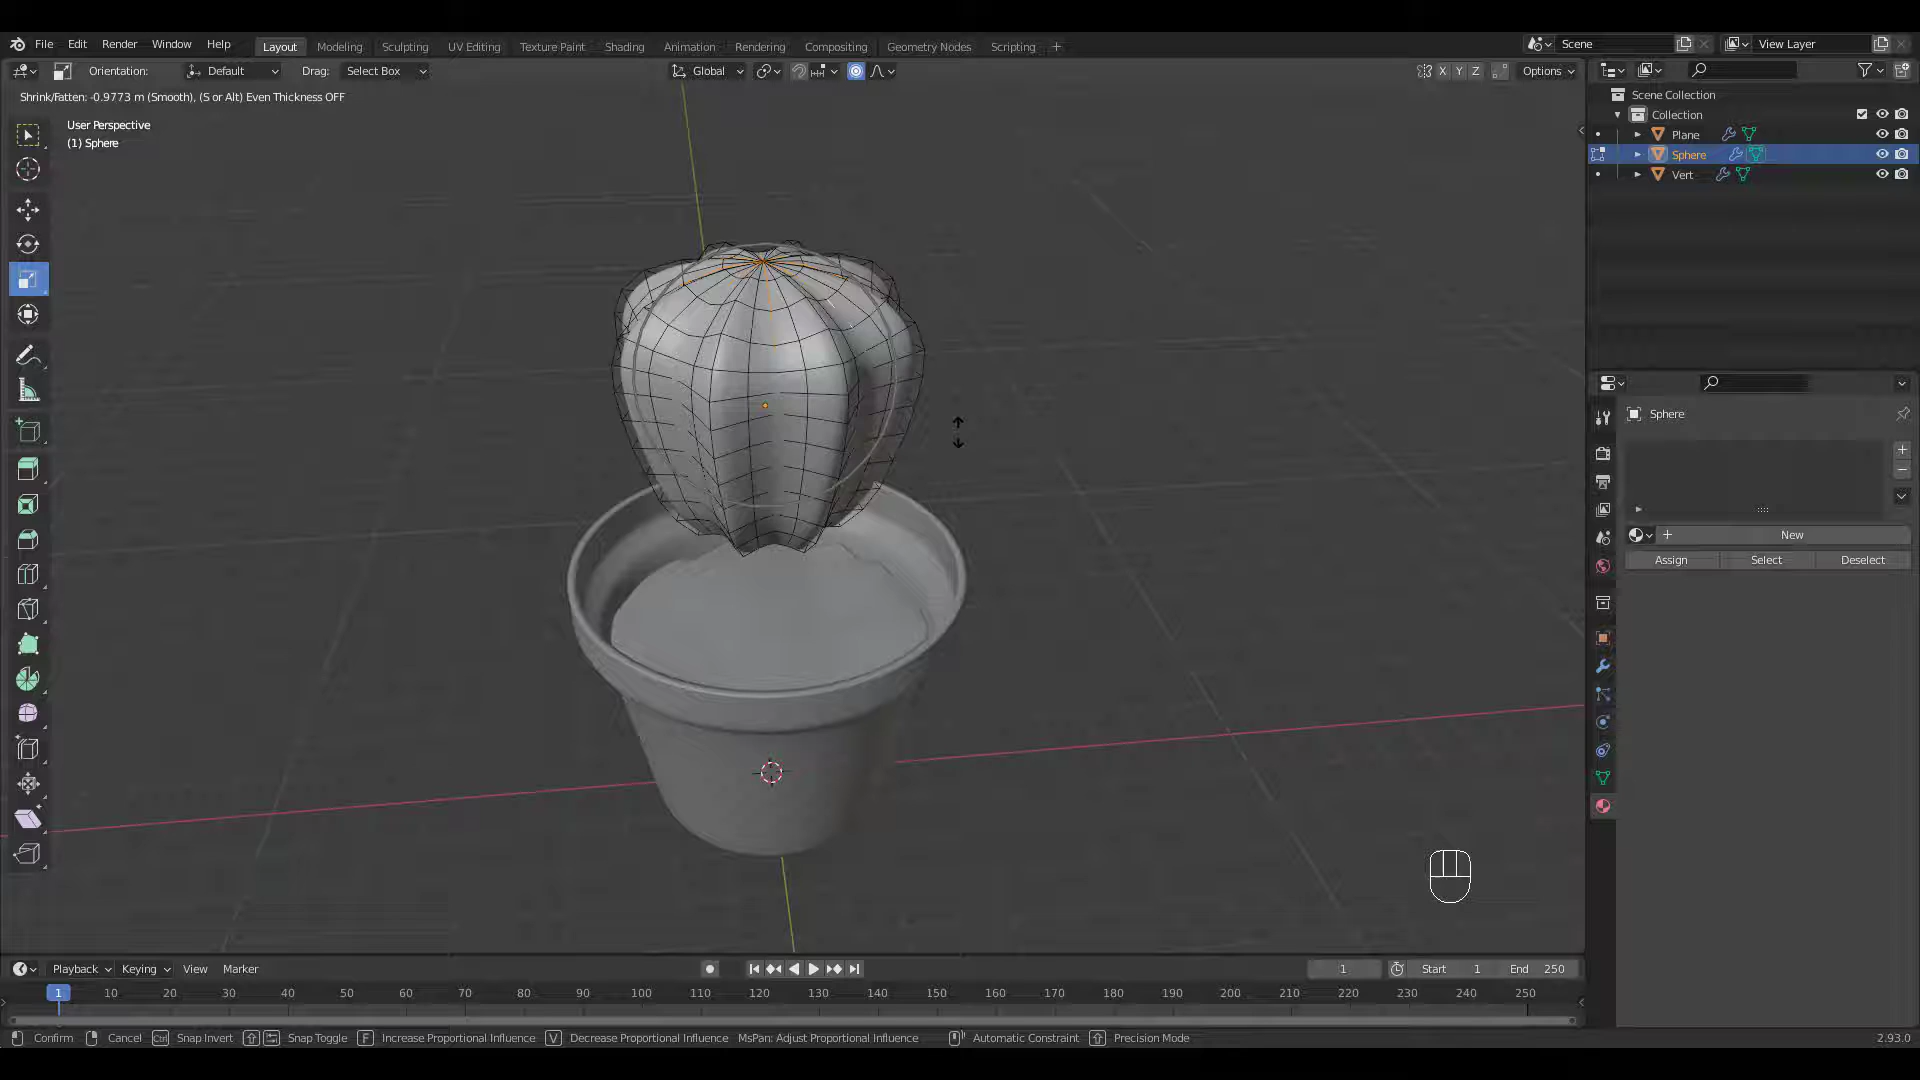 File Edit Render Window Help Layout Modeling Sculpting UV Editing Texture Paint Shading Animation Rendering Compositing Geometry Nodes Scripting + Scene View Layer
Orientation: Default Drag: Select Box Global X Y Z Options
Shrink/Fatten: -0.9773 m (Smooth), (S or Alt) Even Thickness OFF
User Perspective
(1) Sphere
Scene Collection
Collection
Plane
Sphere
Vert
Sphere
New
Assign Select Deselect
Playback Keying View Marker 1 Start 1 End 250
1 10 20 30 40 50 60 70 80 90 100 110 120 130 140 150 160 170 180 190 200 210 220 230 240 250
Confirm Cancel Ctrl Snap Invert Snap Toggle F Increase Proportional Influence V Decrease Proportional Influence MsPan: Adjust Proportional Influence Automatic Constraint Precision Mode 2.93.0